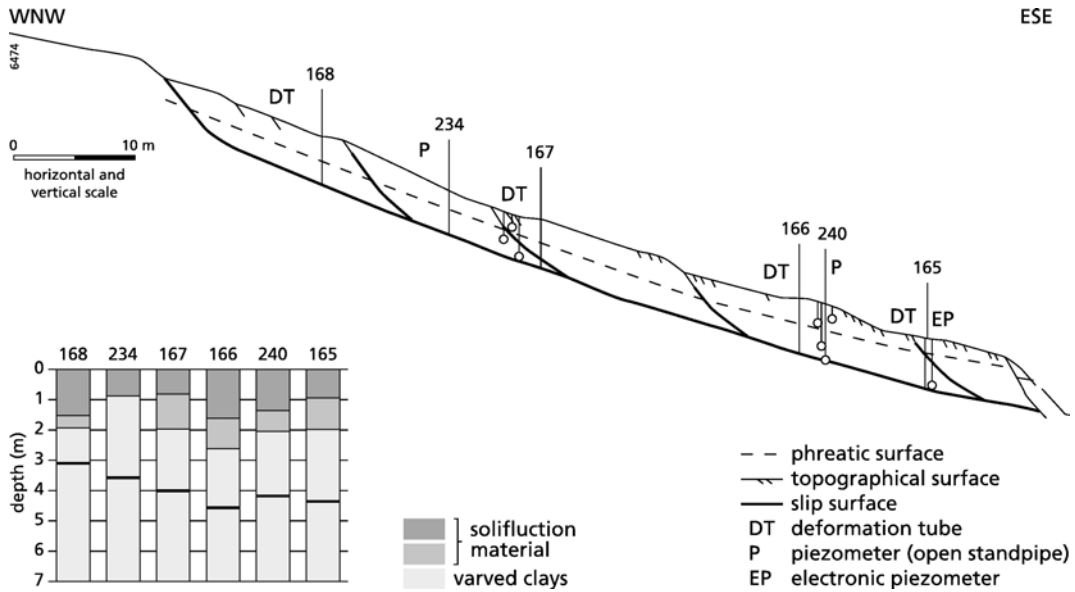 WNW
ESE
6474
0 10 m
horizontal and
vertical scale
DT
168
P
234
DT
167
DT
166
240
P
DT
165
EP
168 234 167 166 240 165
depth (m)
0
1
2
3
4
5
6
7
solifluction
material
varved clays
phreatic surface
topographical surface
slip surface
DT deformation tube
P piezometer (open standpipe)
EP electronic piezometer